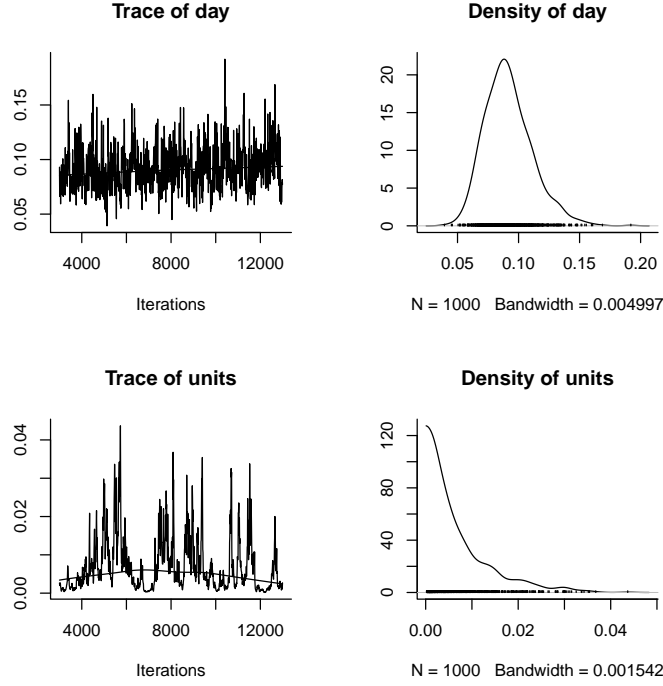 Trace of day
0.05 0.10 0.15
4000 8000 12000
Iterations
Density of day
0 5 10 15 20
0.05 0.10 0.15 0.20
N = 1000 Bandwidth = 0.004997
Trace of units
0.00 0.02 0.04
4000 8000 12000
Iterations
Density of units
0 40 80 120
0.00 0.02 0.04
N = 1000 Bandwidth = 0.001542